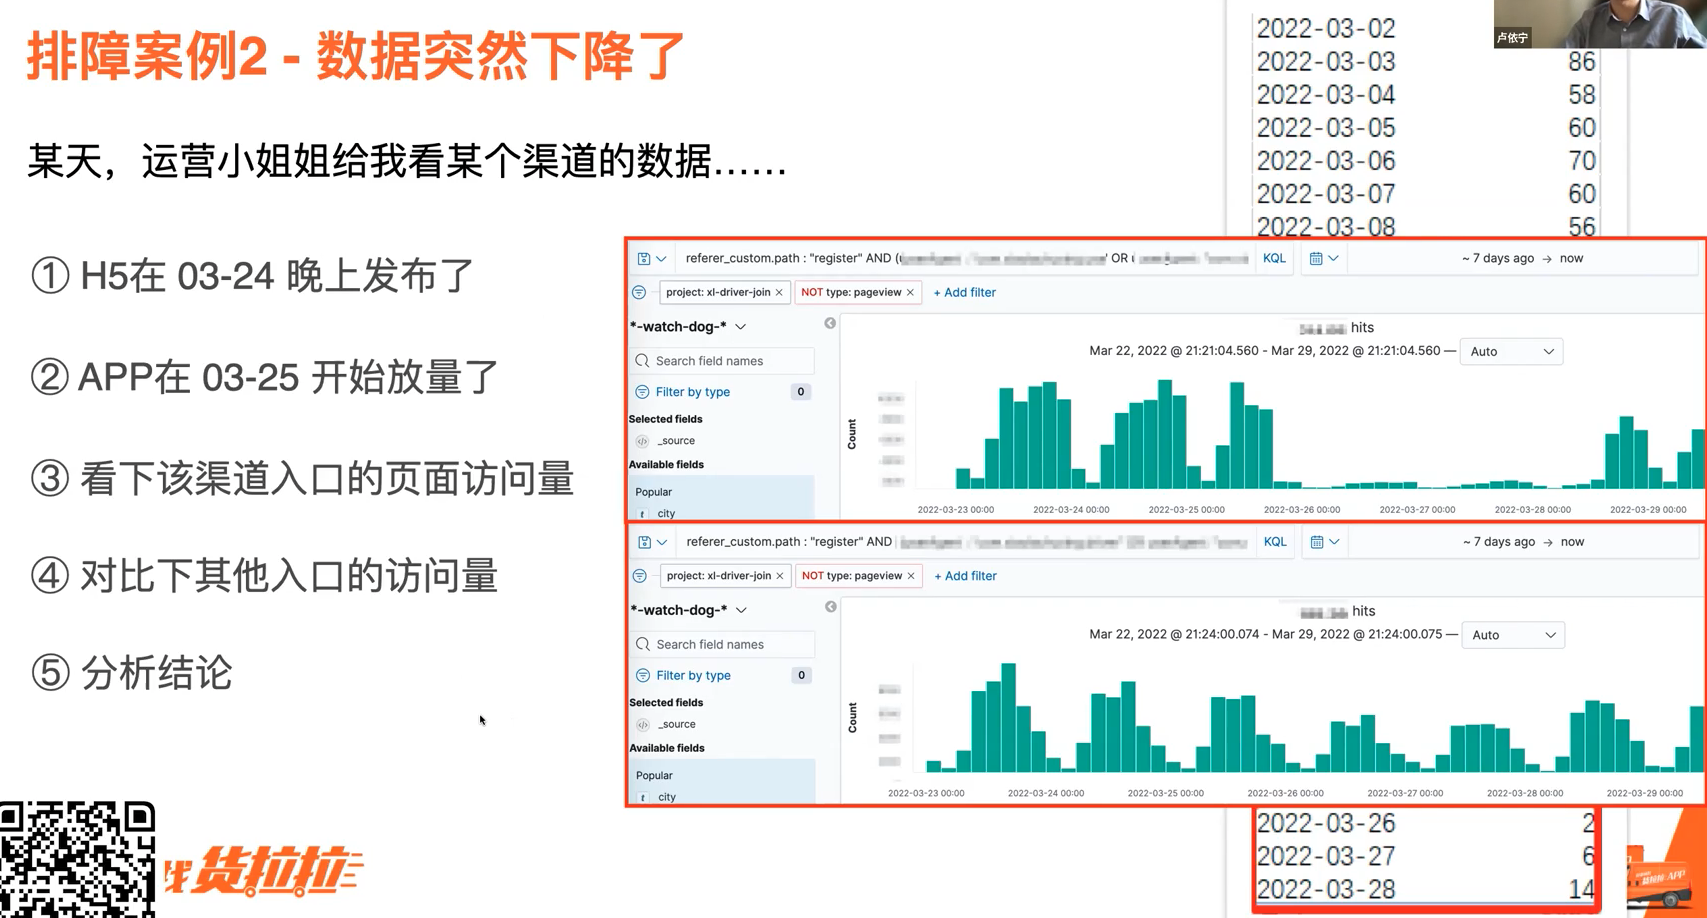 排障案例2 - 数据突然下降了
某天，运营小姐姐给我看某个渠道的数据……
① H5在 03-24 晚上发布了
② APP在 03-25 开始放量了
③ 看下该渠道入口的页面访问量
④ 对比下其他入口的访问量
⑤ 分析结论
卢依宁
2022-03-02
2022-03-03 86
2022-03-04 58
2022-03-05 60
2022-03-06 70
2022-03-07 60
2022-03-08 56
referer_custom.path : "register" AND ( OR KQL ~ 7 days ago → now
project: xl-driver-join × NOT type: pageview × + Add filter
*-watch-dog-*
Search field names
Filter by type 0
Selected fields
_source
Available fields
Popular
t city
hits
Mar 22, 2022 @ 21:21:04.560 - Mar 29, 2022 @ 21:21:04.560 — Auto
Count
2022-03-23 00:00 2022-03-24 00:00 2022-03-25 00:00 2022-03-26 00:00 2022-03-27 00:00 2022-03-28 00:00 2022-03-29 00:00
referer_custom.path : "register" AND KQL ~ 7 days ago → now
project: xl-driver-join × NOT type: pageview × + Add filter
*-watch-dog-*
Search field names
Filter by type 0
Selected fields
_source
Available fields
Popular
t city
hits
Mar 22, 2022 @ 21:24:00.074 - Mar 29, 2022 @ 21:24:00.075 — Auto
Count
2022-03-23 00:00 2022-03-24 00:00 2022-03-25 00:00 2022-03-26 00:00 2022-03-27 00:00 2022-03-28 00:00 2022-03-29 00:00
2022-03-26 2
2022-03-27 6
2022-03-28 14
找货拉拉
货拉拉 APP